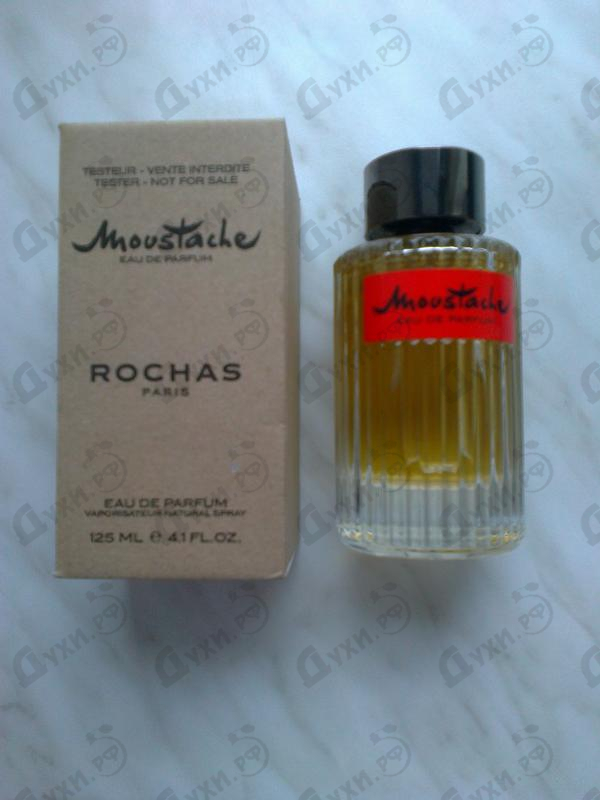 TESTEUR - VENTE INTERDITE
TESTER - NOT FOR SALE
Moustache
EAU DE PARFUM
ROCHAS
PARIS
EAU DE PARFUM
VAPORISATEUR NATURAL SPRAY
125 ML ℮ 4.1 FL.OZ.
Moustache
EAU DE PARFUM
Духи.РФ